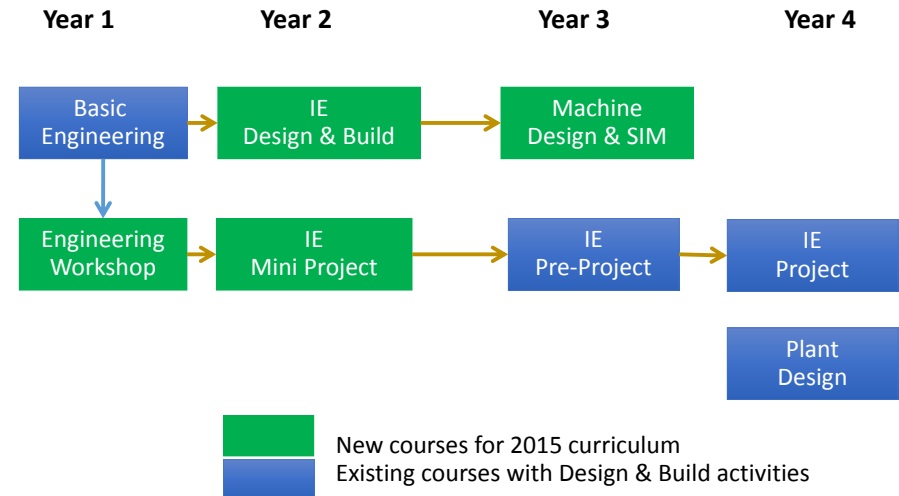 Year 1
Year 2
Year 3
Year 4
Basic
Engineering
IE
Design & Build
Machine
Design & SIM
Engineering
Workshop
IE
Mini Project
IE
Pre-Project
IE
Project
Plant
Design
New courses for 2015 curriculum
Existing courses with Design & Build activities